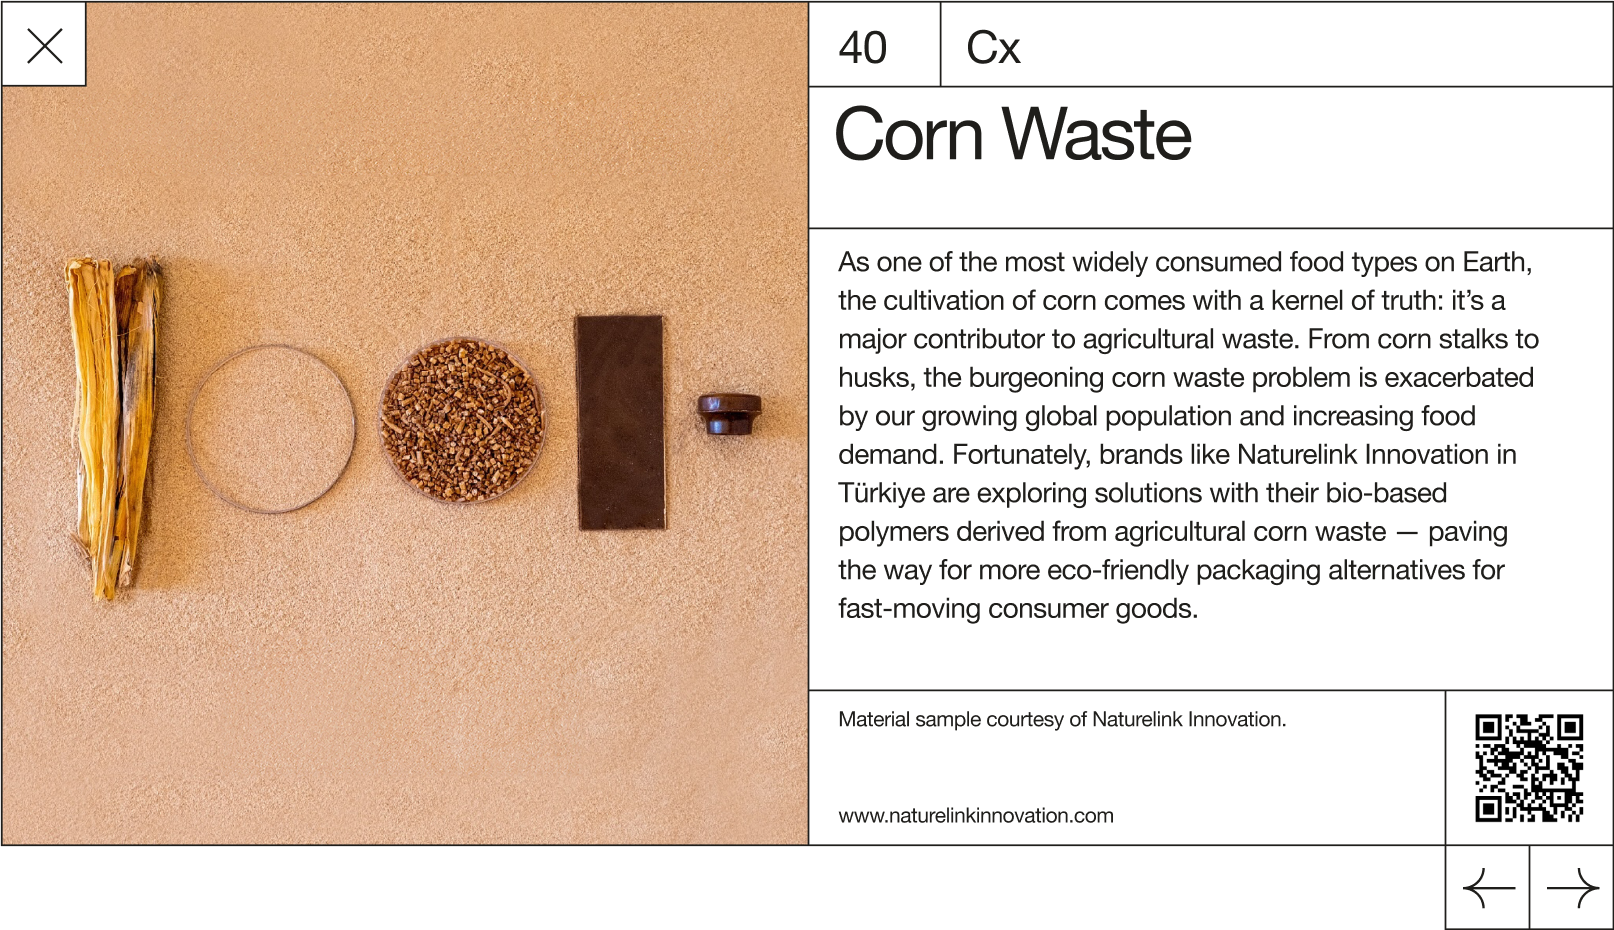 40
Cx
Corn Waste
As one of the most widely consumed food types on Earth,
the cultivation of corn comes with a kernel of truth: it’s a
major contributor to agricultural waste. From corn stalks to
husks, the burgeoning corn waste problem is exacerbated
by our growing global population and increasing food
demand. Fortunately, brands like Naturelink Innovation in
Türkiye are exploring solutions with their bio-based
polymers derived from agricultural corn waste — paving
the way for more eco-friendly packaging alternatives for
fast-moving consumer goods.
Material sample courtesy of Naturelink Innovation.
www.naturelinkinnovation.com